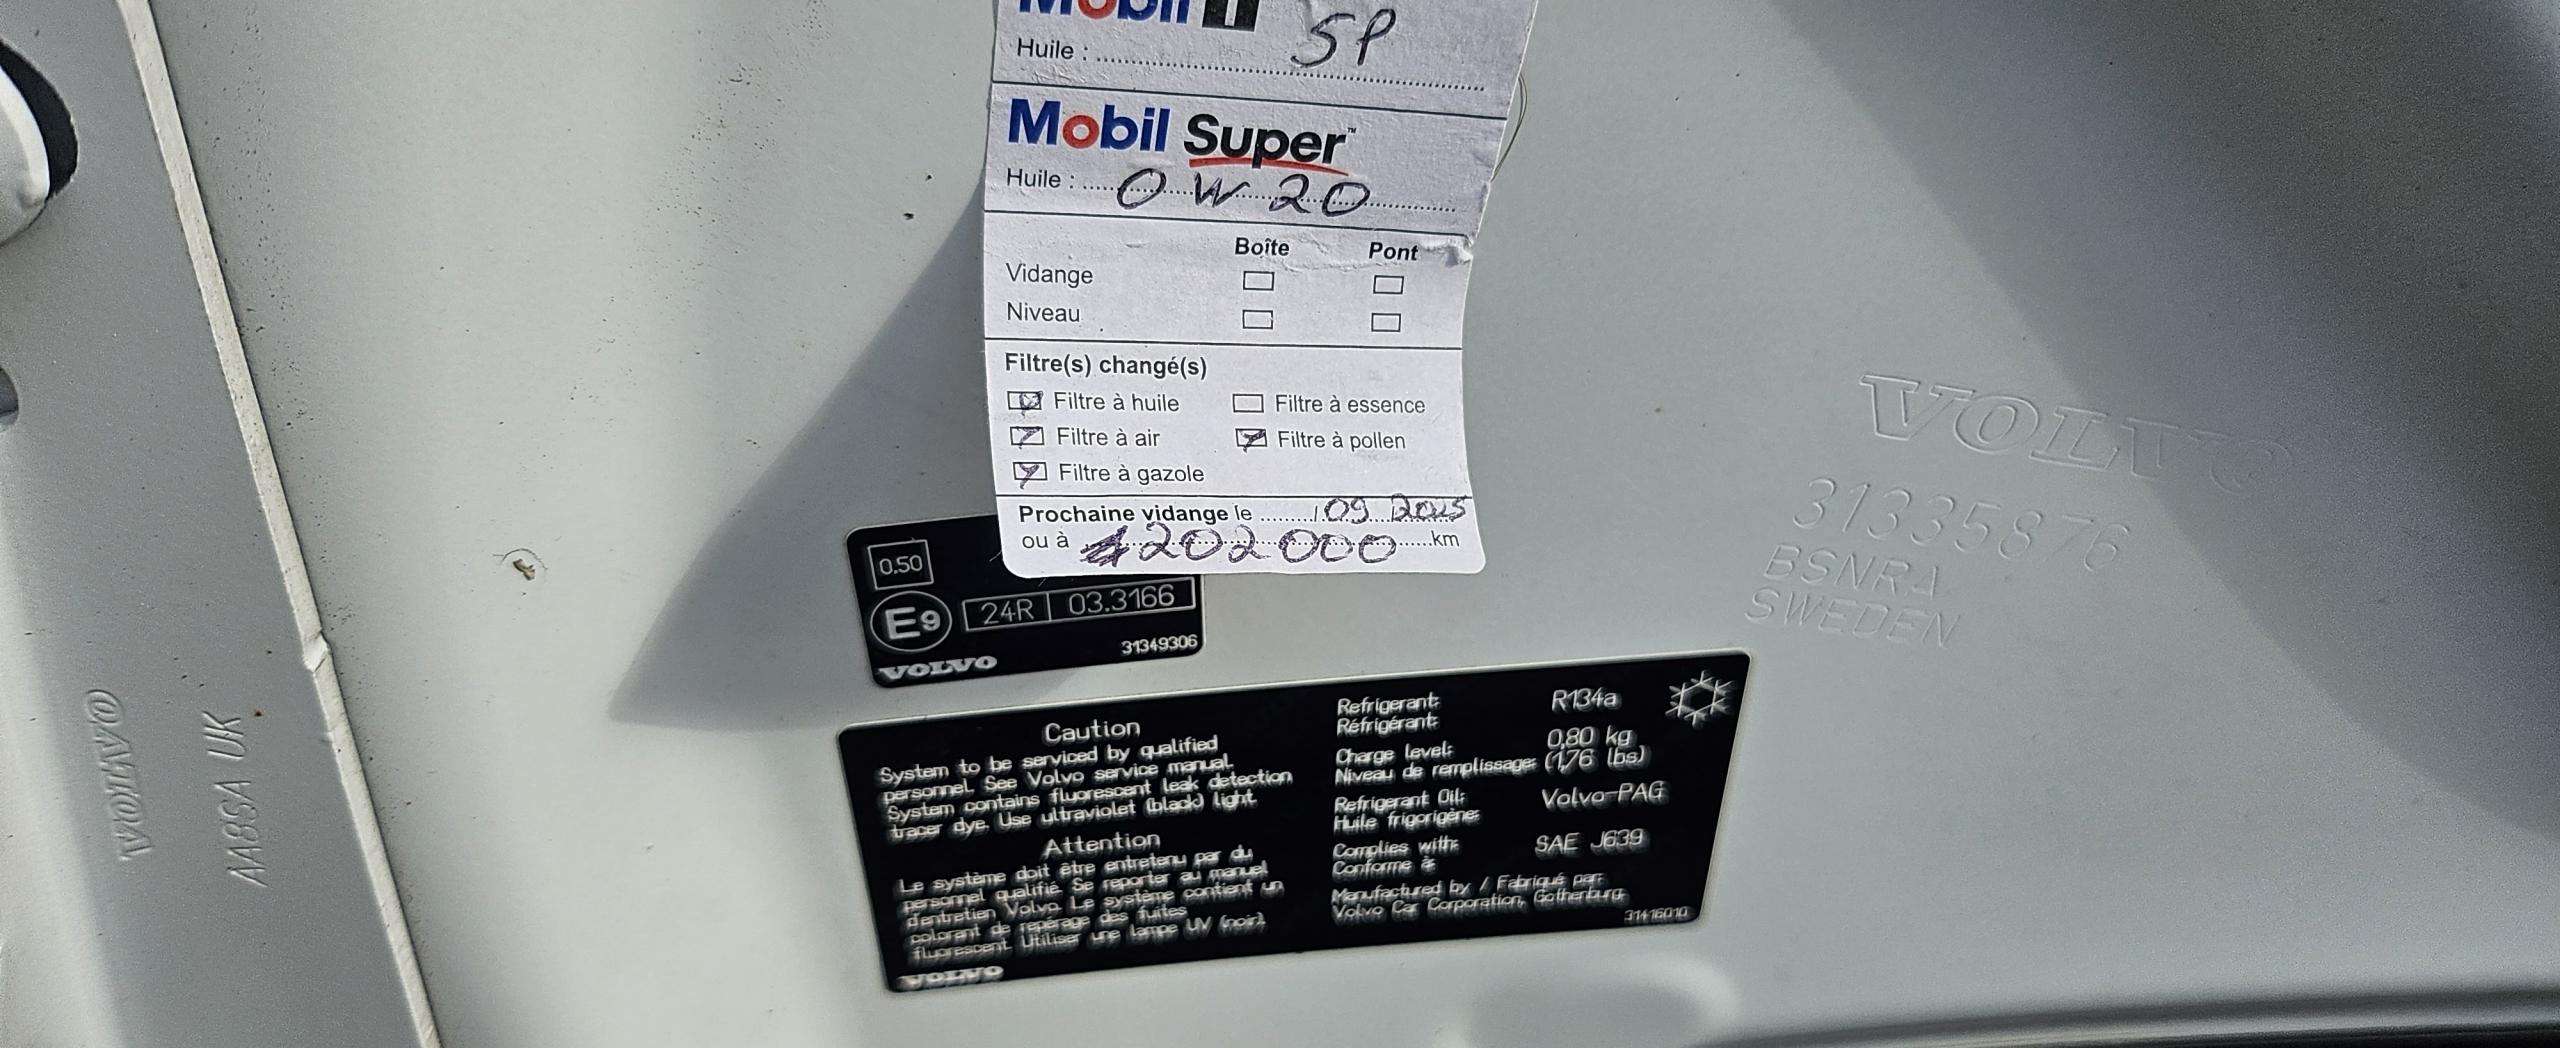 Mobil 1
SP
Huile :
Mobil Super™
Huile : 0W20
Boîte Pont
Vidange
Niveau
Filtre(s) changé(s)
Filtre à huile Filtre à essence
Filtre à air Filtre à pollen
Filtre à gazole
Prochaine vidange le / 09 2025
ou à 202000 km
0.50
E9 24R 03.3166
31349306
VOLVO
Caution
System to be serviced by qualified
personnel. See Volvo service manual.
System contains fluorescent leak detection
tracer dye. Use ultraviolet (black) light.
Attention
Le système doit être entretenu par du
personnel qualifié. Se reporter au manuel
d'entretien Volvo. Le système contient un
colorant de repérage des fuites
fluorescent. Utiliser une lampe UV (noir).
VOLVO
Refrigerant: R134a
Réfrigérant:
Charge level: 0,80 kg
Niveau de remplissage: (1,76 lbs)
Refrigerant Oil: Volvo-PAG
Huile frigorigène:
Complies with: SAE J639
Conforme à:
Manufactured by / Fabriqué par:
Volvo Car Corporation, Gothenburg
31416010
VOLVO
31335876
BSNRA
SWEDEN
AABSA UK